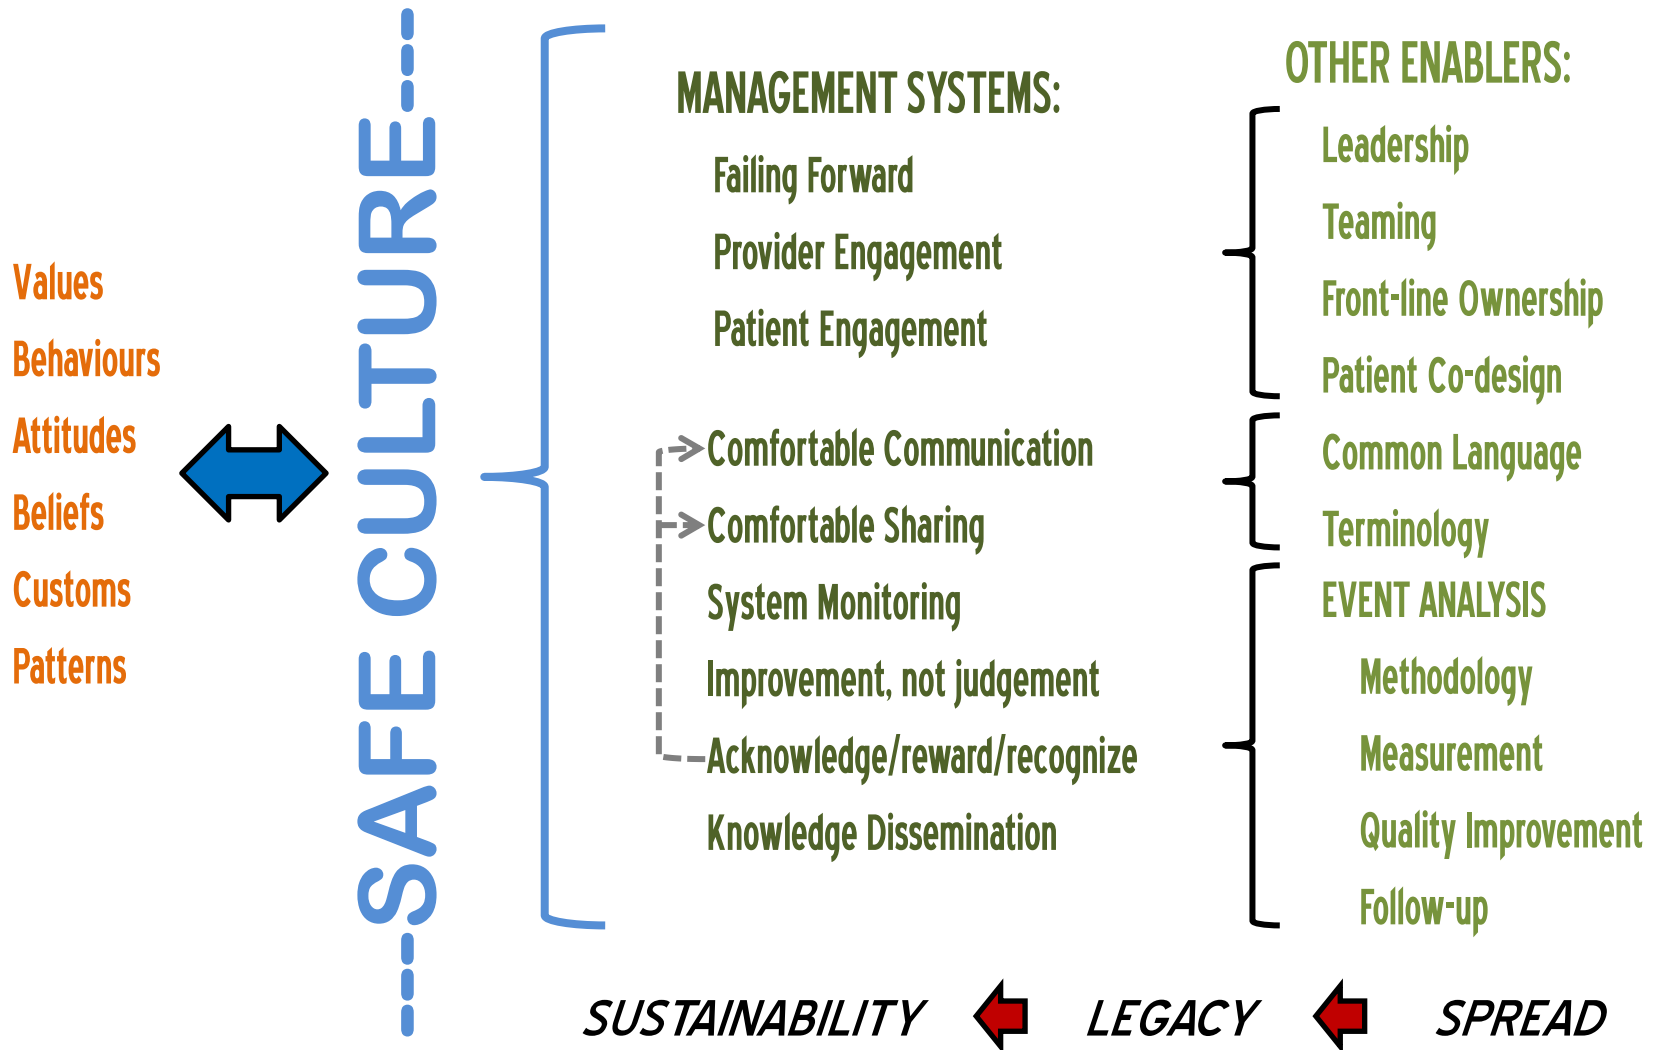 Values
Behaviours
Attitudes
Beliefs
Customs
Patterns
SAFE CULTURE
MANAGEMENT SYSTEMS:
Failing Forward
Provider Engagement
Patient Engagement
Comfortable Communication
Comfortable Sharing
System Monitoring
Improvement, not judgement
Acknowledge/reward/recognize
Knowledge Dissemination
OTHER ENABLERS:
Leadership
Teaming
Front-line Ownership
Patient Co-design
Common Language
Terminology
EVENT ANALYSIS
Methodology
Measurement
Quality Improvement
Follow-up
SUSTAINABILITY
LEGACY
SPREAD